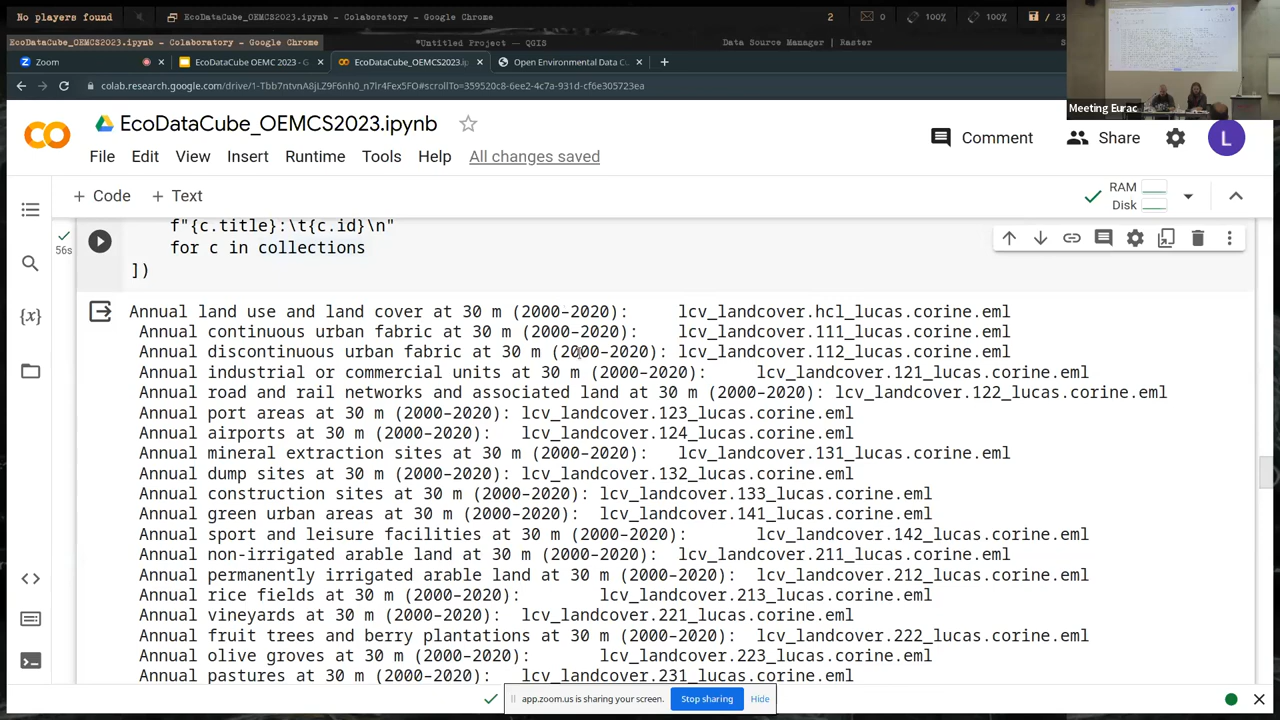 No players found
EcoDataCube_OEMCS2023.ipynb - Colaboratory - Google Chrome
2
0
100%
100%
/ 23
EcoDataCube_OEMCS2023.ipynb - Colaboratory - Google Chrome
*Untitled Project — QGIS
Data Source Manager | Raster
Zoom
EcoDataCube OEMC 2023 - G
EcoDataCube_OEMCS2023.ip
Open Environmental Data C
colab.research.google.com/drive/1-Tbb7ntvnA8jLZ9F6nh0_n7lr4Fex5FO#scrollTo=359520c8-6ee2-4c7a-931d-cf6e305723ea
Meeting Eurac
EcoDataCube_OEMCS2023.ipynb
Comment
Share
L
File Edit View Insert Runtime Tools Help All changes saved
+ Code + Text
RAM
Disk
f"{c.title}:\t{c.id}\n"
56s
for c in collections
])
{x}
Annual land use and land cover at 30 m (2000-2020): lcv_landcover.hcl_lucas.corine.eml
Annual continuous urban fabric at 30 m (2000-2020): lcv_landcover.111_lucas.corine.eml
Annual discontinuous urban fabric at 30 m (2000-2020): lcv_landcover.112_lucas.corine.eml
Annual industrial or commercial units at 30 m (2000-2020): lcv_landcover.121_lucas.corine.eml
Annual road and rail networks and associated land at 30 m (2000-2020): lcv_landcover.122_lucas.corine.eml
Annual port areas at 30 m (2000-2020): lcv_landcover.123_lucas.corine.eml
Annual airports at 30 m (2000-2020): lcv_landcover.124_lucas.corine.eml
Annual mineral extraction sites at 30 m (2000-2020): lcv_landcover.131_lucas.corine.eml
Annual dump sites at 30 m (2000-2020): lcv_landcover.132_lucas.corine.eml
Annual construction sites at 30 m (2000-2020): lcv_landcover.133_lucas.corine.eml
Annual green urban areas at 30 m (2000-2020): lcv_landcover.141_lucas.corine.eml
Annual sport and leisure facilities at 30 m (2000-2020): lcv_landcover.142_lucas.corine.eml
Annual non-irrigated arable land at 30 m (2000-2020): lcv_landcover.211_lucas.corine.eml
Annual permanently irrigated arable land at 30 m (2000-2020): lcv_landcover.212_lucas.corine.eml
Annual rice fields at 30 m (2000-2020): lcv_landcover.213_lucas.corine.eml
Annual vineyards at 30 m (2000-2020): lcv_landcover.221_lucas.corine.eml
Annual fruit trees and berry plantations at 30 m (2000-2020): lcv_landcover.222_lucas.corine.eml
Annual olive groves at 30 m (2000-2020): lcv_landcover.223_lucas.corine.eml
Annual pastures at 30 m (2000-2020): lcv_landcover.231_lucas.corine.eml
app.zoom.us is sharing your screen. Stop sharing Hide